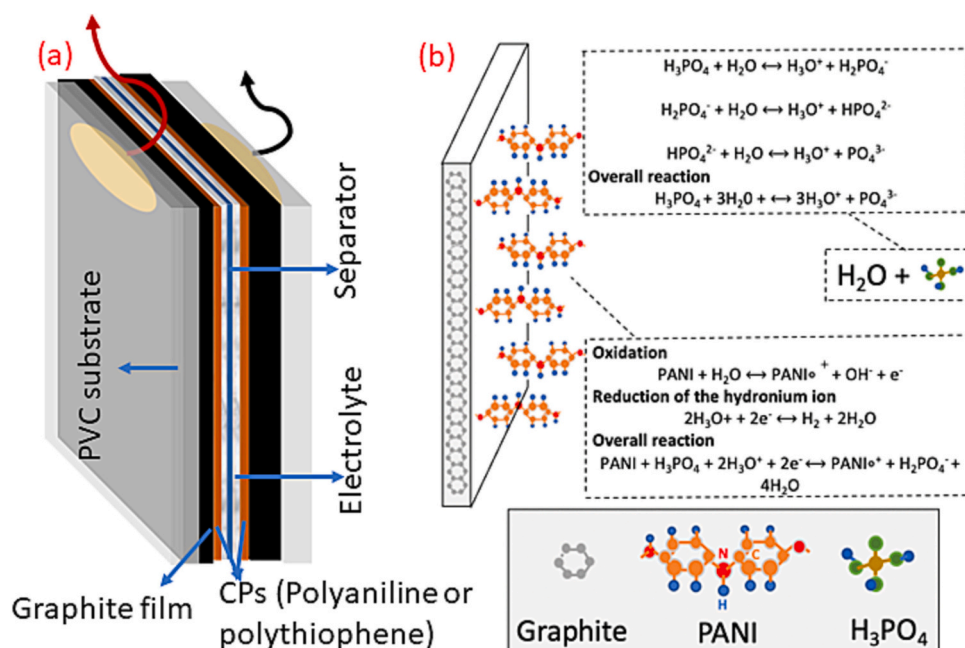 (a)
Separator
Electrolyte
PVC substrate
Graphite film
CPs (Polyaniline or
polythiophene)
(b)
H₃PO₄ + H₂O ⟷ H₃O⁺ + H₂PO₄⁻
H₂PO₄⁻ + H₂O ⟷ H₃O⁺ + HPO₄²⁻
HPO₄²⁻ + H₂O ⟷ H₃O⁺ + PO₄³⁻
Overall reaction
H₃PO₄ + 3H₂0 + ⟷ 3H₃O⁺ + PO₄³⁻
H₂O +
Oxidation
PANI + H₂O ⟷ PANI∘ ⁺ + OH⁻ + e⁻
Reduction of the hydronium ion
2H₃O+ + 2e⁻ ⟷ H₂ + 2H₂O
Overall reaction
PANI + H₃PO₄ + 2H₃O⁺ + 2e⁻ ⟷ PANI∘⁺ + H₂PO₄⁻ +
4H₂O
N
C
H
Graphite
PANI
H₃PO₄